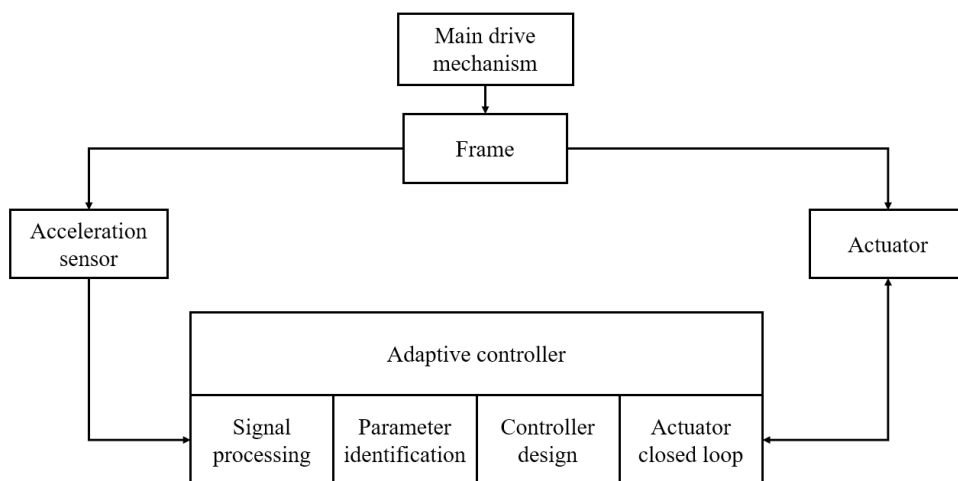 Main drive
mechanism
Frame
Acceleration
sensor
Actuator
Adaptive controller
Signal
processing
Parameter
identification
Controller
design
Actuator
closed loop